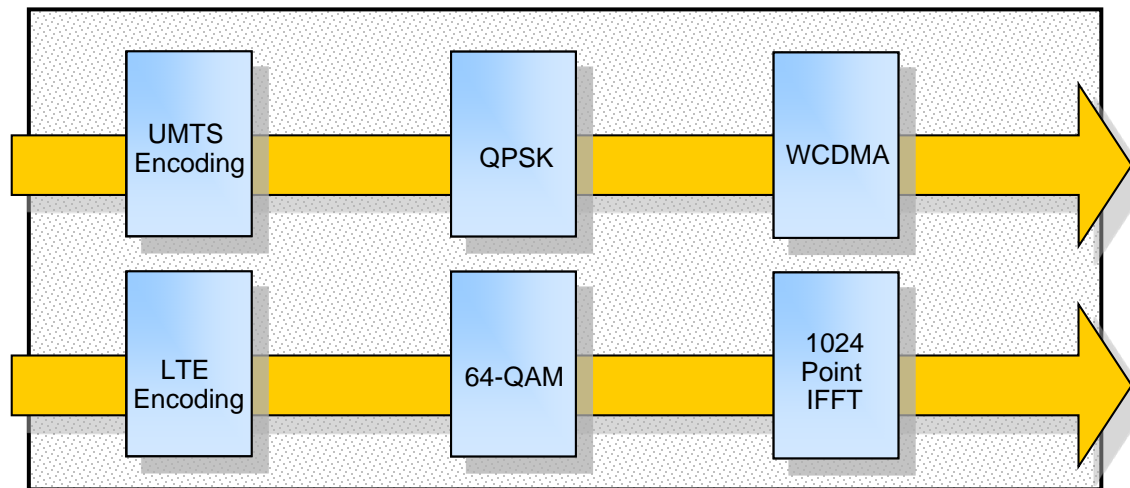 UMTS
Encoding
QPSK
WCDMA
LTE
Encoding
64-QAM
1024
Point
IFFT